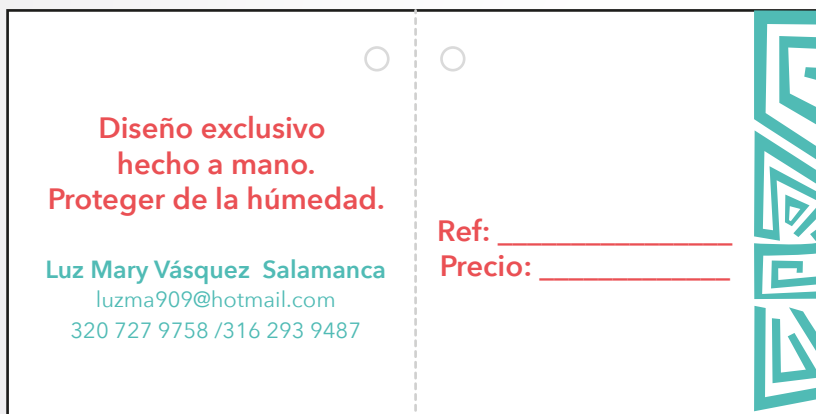 Diseño exclusivo
hecho a mano.
Proteger de la húmedad.
Luz Mary Vásquez  Salamanca
luzma909@hotmail.com
320 727 9758 /316 293 9487
Ref: ________________
Precio: _____________